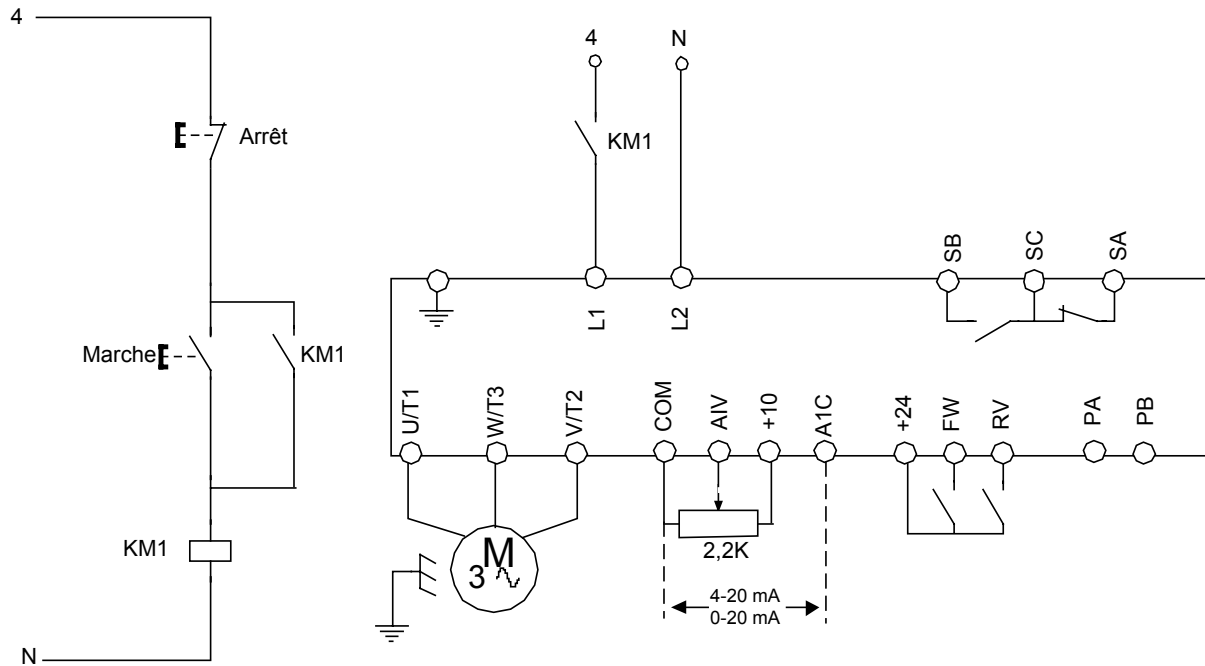 4
Arrêt
Marche
KM1
KM1
N
4
N
KM1
L1
L2
SB
SC
SA
U/T1
W/T3
V/T2
COM
AIV
+10
A1C
+24
FW
RV
PA
PB
M
3
2,2K
4-20 mA
0-20 mA